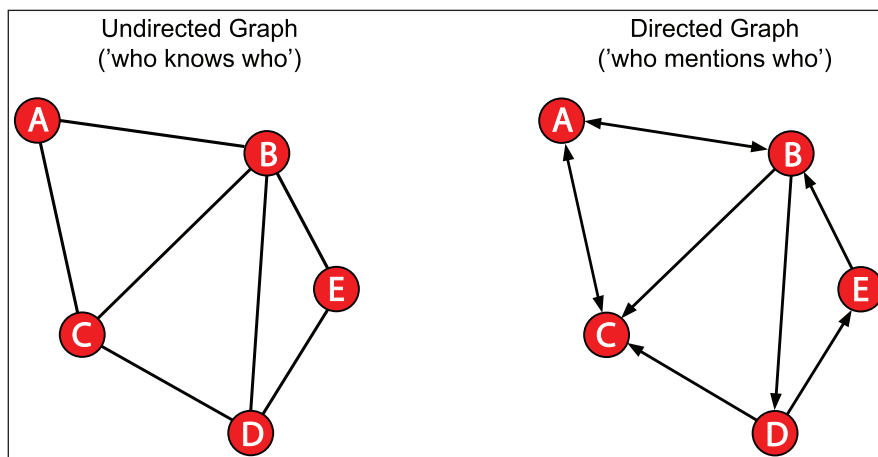 Undirected Graph
('who knows who')
A
B
E
C
D
Directed Graph
('who mentions who')
A
B
E
C
D